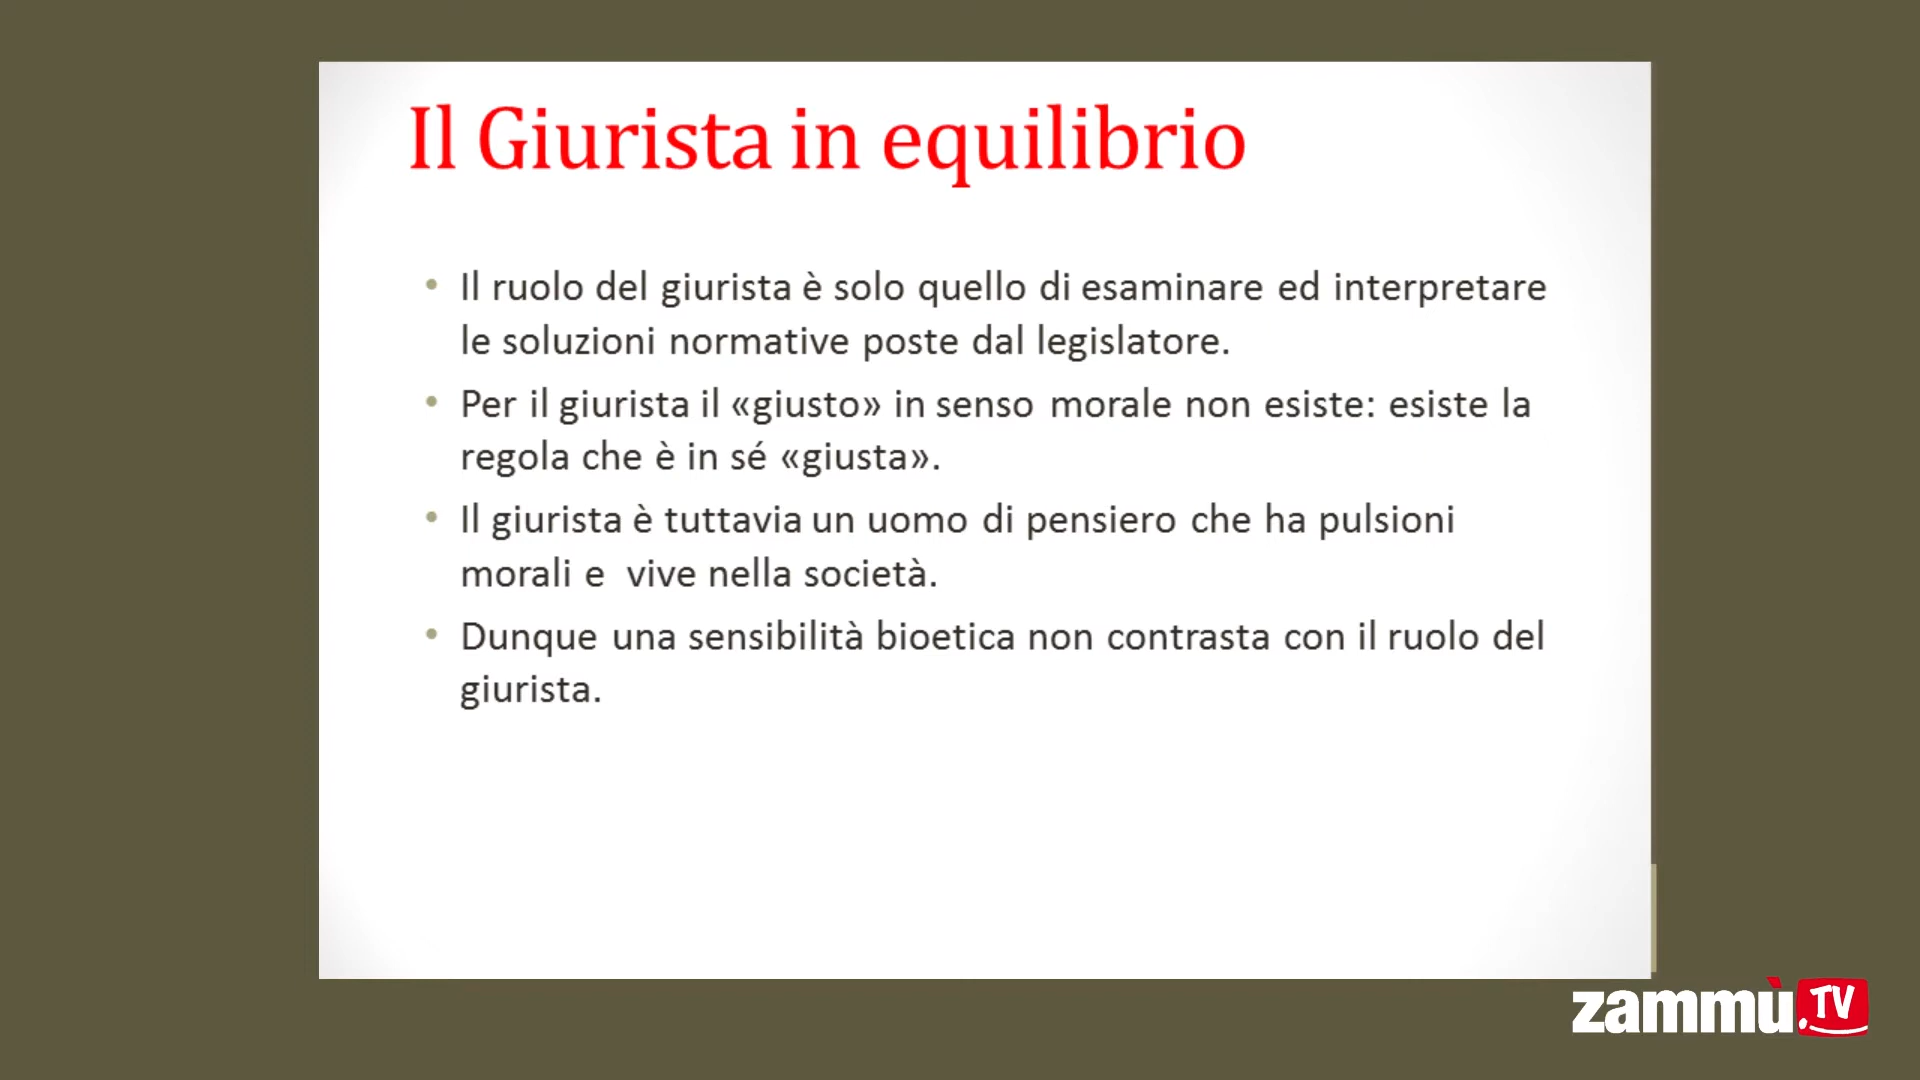 Il Giurista in equilibrio
• Il ruolo del giurista è solo quello di esaminare ed interpretare
le soluzioni normative poste dal legislatore.
• Per il giurista il «giusto» in senso morale non esiste: esiste la
regola che è in sé «giusta».
• Il giurista è tuttavia un uomo di pensiero che ha pulsioni
morali e vive nella società.
• Dunque una sensibilità bioetica non contrasta con il ruolo del
giurista.
zammù.TV